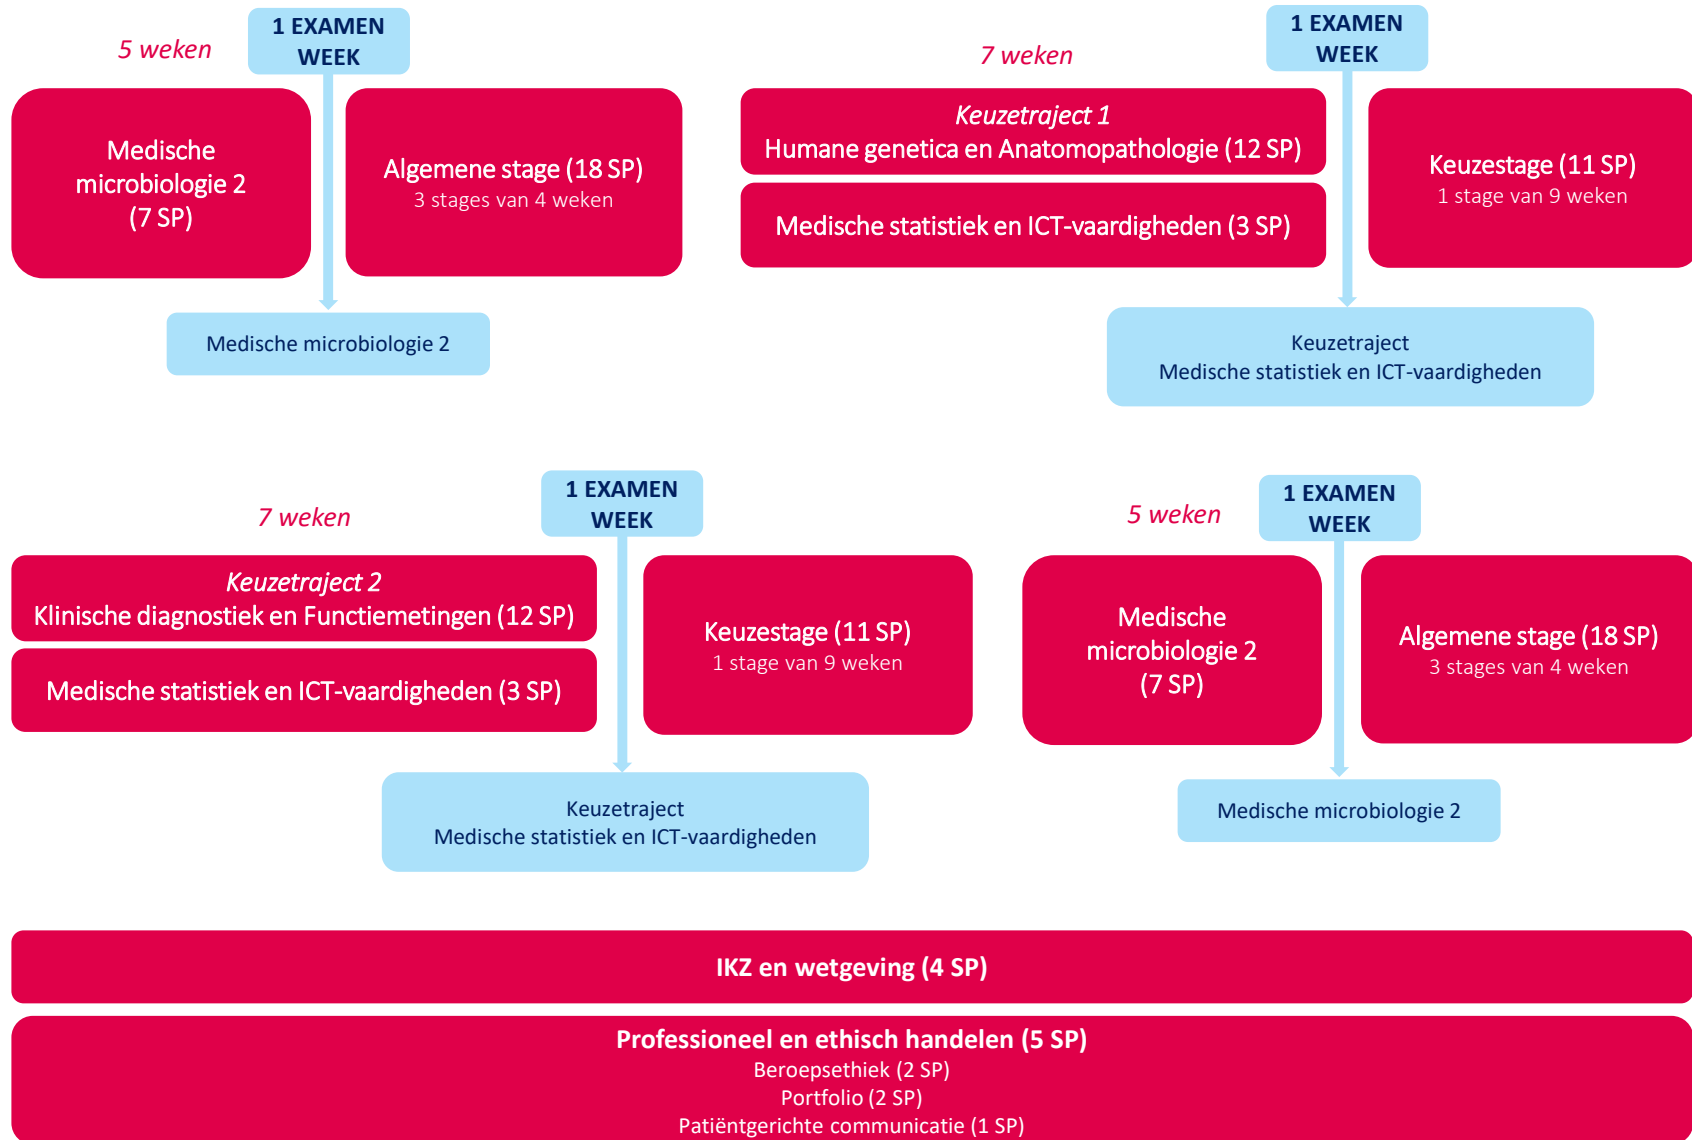 5 weken
1 EXAMEN
WEEK
Medische
microbiologie 2
(7 SP)
Algemene stage (18 SP)
3 stages van 4 weken
Medische microbiologie 2
7 weken
1 EXAMEN
WEEK
Keuzetraject 1
Humane genetica en Anatomopathologie (12 SP)
Medische statistiek en ICT-vaardigheden (3 SP)
Keuzestage (11 SP)
1 stage van 9 weken
Keuzetraject
Medische statistiek en ICT-vaardigheden
7 weken
1 EXAMEN
WEEK
Keuzetraject 2
Klinische diagnostiek en Functiemetingen (12 SP)
Medische statistiek en ICT-vaardigheden (3 SP)
Keuzestage (11 SP)
1 stage van 9 weken
Keuzetraject
Medische statistiek en ICT-vaardigheden
5 weken
1 EXAMEN
WEEK
Medische
microbiologie 2
(7 SP)
Algemene stage (18 SP)
3 stages van 4 weken
Medische microbiologie 2
IKZ en wetgeving (4 SP)
Professioneel en ethisch handelen (5 SP)
Beroepsethiek (2 SP)
Portfolio (2 SP)
Patiëntgerichte communicatie (1 SP)